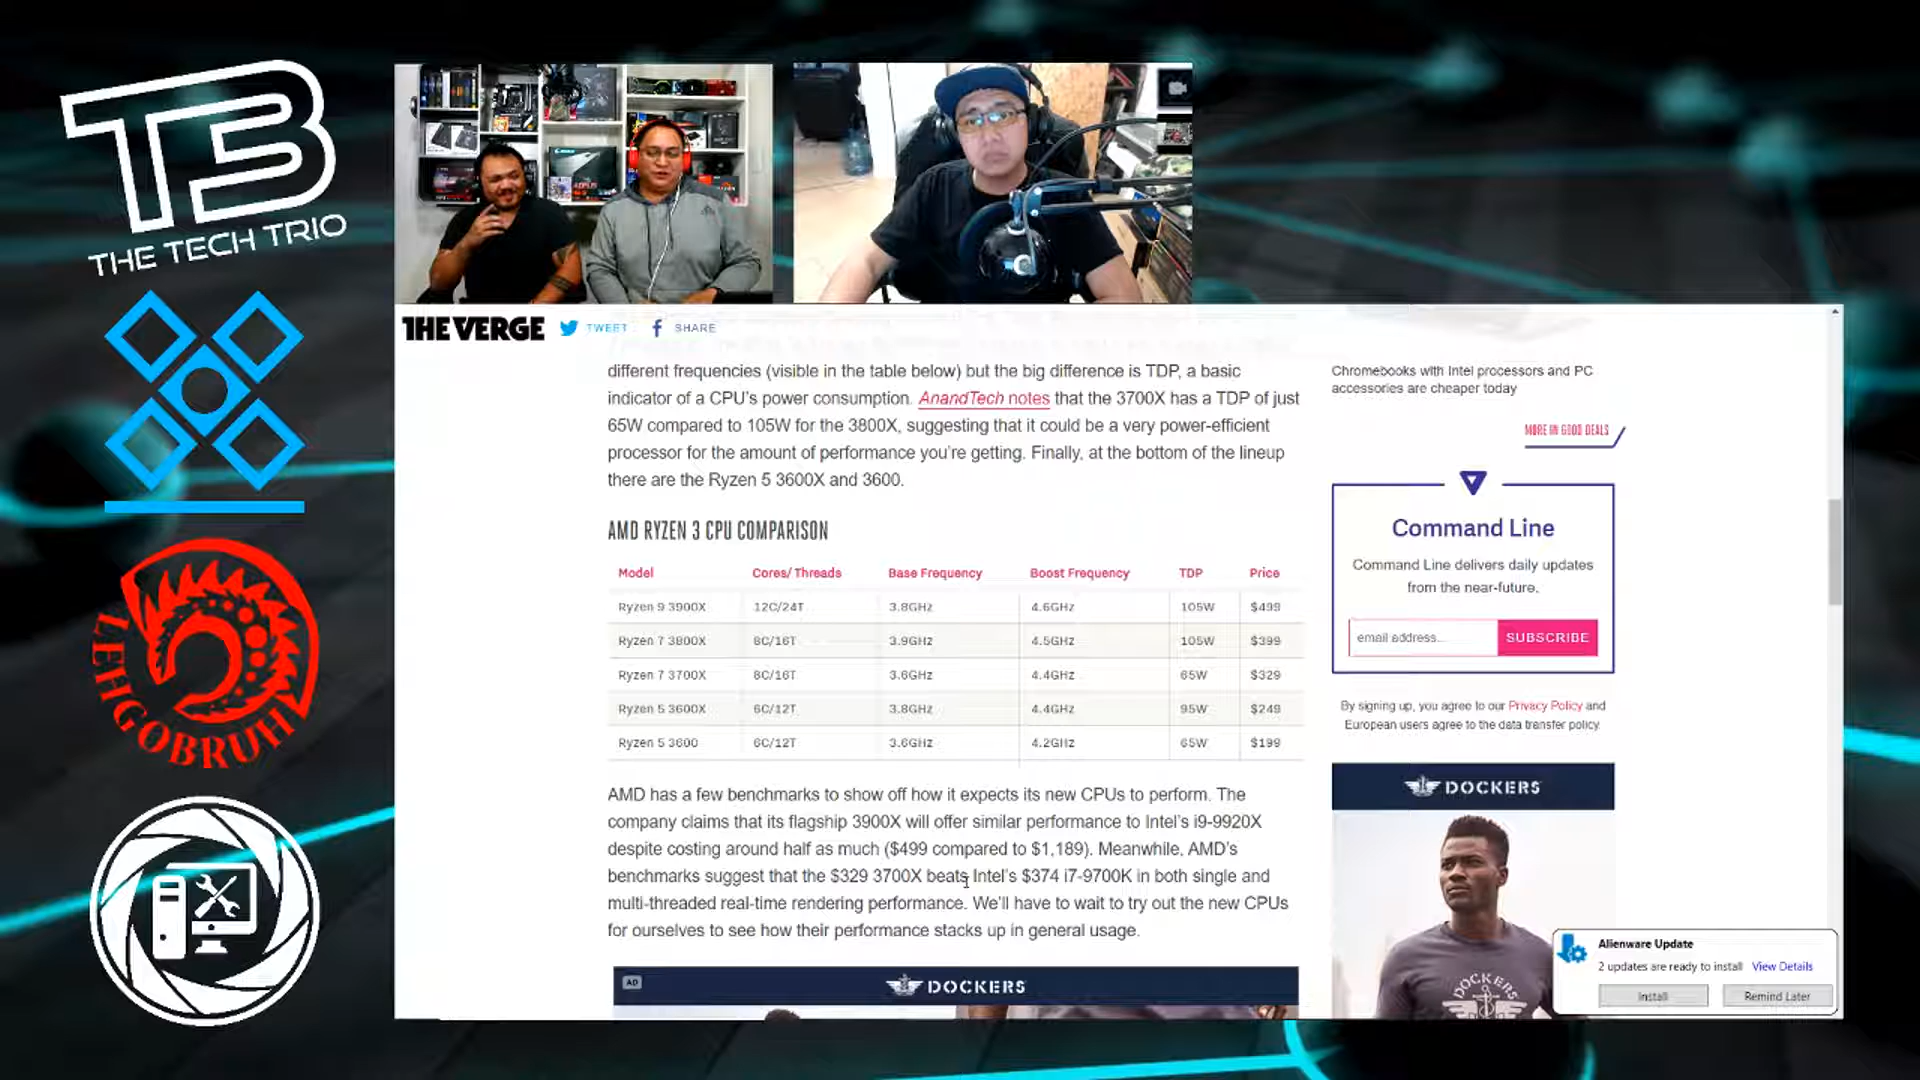 TB
THE TECH TRIO
LEHGOBRUH
THE VERGE
TWEET
SHARE
different frequencies (visible in the table below) but the big difference is TDP, a basic
indicator of a CPU's power consumption. AnandTech notes that the 3700X has a TDP of just
65W compared to 105W for the 3800X, suggesting that it could be a very power-efficient
processor for the amount of performance you're getting. Finally, at the bottom of the lineup
there are the Ryzen 5 3600X and 3600.
AMD RYZEN 3 CPU COMPARISON
Model Cores/Threads Base Frequency Boost Frequency TDP Price
Ryzen 9 3900X 12C/24T 3.8GHz 4.6GHz 105W $499
Ryzen 7 3800X 8C/16T 3.9GHz 4.5GHz 105W $399
Ryzen 7 3700X 8C/16T 3.6GHz 4.4GHz 65W $329
Ryzen 5 3600X 6C/12T 3.8GHz 4.4GHz 95W $249
Ryzen 5 3600 6C/12T 3.6GHz 4.2GHz 65W $199
AMD has a few benchmarks to show off how it expects its new CPUs to perform. The
company claims that its flagship 3900X will offer similar performance to Intel's i9-9920X
despite costing around half as much ($499 compared to $1,189). Meanwhile, AMD's
benchmarks suggest that the $329 3700X beats Intel's $374 i7-9700K in both single and
multi-threaded real-time rendering performance. We'll have to wait to try out the new CPUs
for ourselves to see how their performance stacks up in general usage.
AD
DOCKERS
Chromebooks with Intel processors and PC
accessories are cheaper today
MORE IN GOOD DEALS
Command Line
Command Line delivers daily updates
from the near-future.
email address...
SUBSCRIBE
By signing up, you agree to our Privacy Policy and
European users agree to the data transfer policy.
DOCKERS
DOCKERS
Alienware Update
2 updates are ready to install View Details
Install
Remind Later